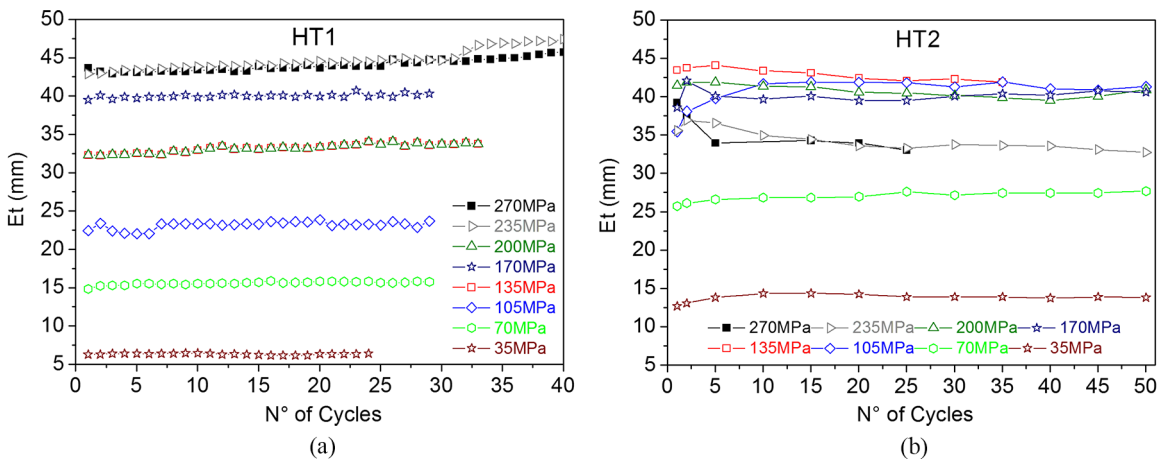 HT1
50
45
40
35
30
25
20
15
10
5
Et (mm)
270MPa
235MPa
200MPa
170MPa
135MPa
105MPa
70MPa
35MPa
0 5 10 15 20 25 30 35 40
N° of Cycles
(a)
HT2
50
45
40
35
30
25
20
15
10
5
Et (mm)
270MPa 235MPa 200MPa 170MPa
135MPa 105MPa 70MPa 35MPa
0 5 10 15 20 25 30 35 40 45 50
N° of Cycles
(b)